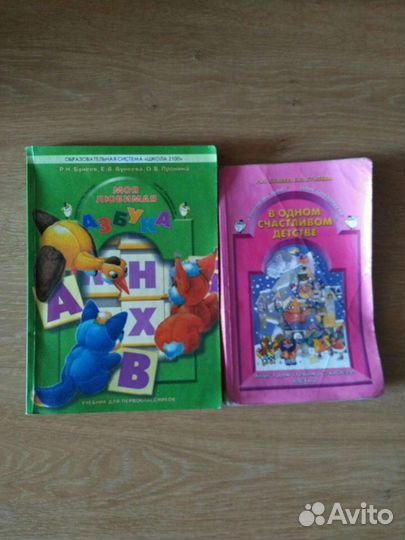 ОБРАЗОВАТЕЛЬНАЯ СИСТЕМА «ШКОЛА 2100»
Р.Н. Бунеев, Е.В. Бунеева, О.В. Пронина
МОЯ
ЛЮБИМАЯ
АЗБУКА
А
Н
Х
В
УЧЕБНИК ДЛЯ ПЕРВОКЛАССНИКОВ
В ОДНОМ
СЧАСТЛИВОМ
ДЕТСТВЕ
Avito